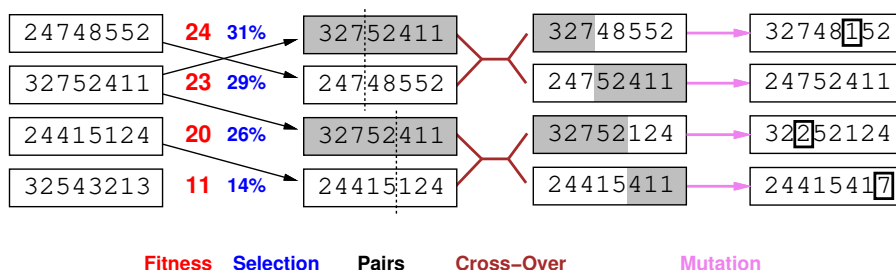 24748552 24 31% 32752411 32748552 32748152
32752411 23 29% 24748552 24752411 24752411
24415124 20 26% 32752411 32752124 32252124
32543213 11 14% 24415124 24415411 24415417
Fitness Selection Pairs Cross-Over Mutation